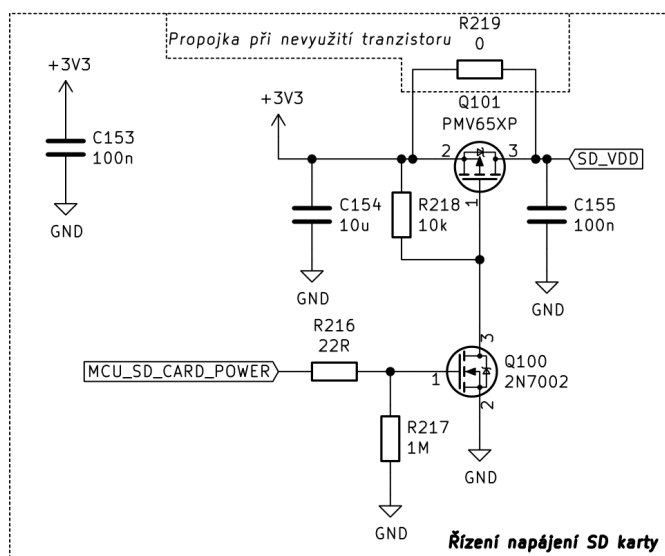 R219
Propojka při nevyužití tranzistoru
0
+3V3
Q101
+3V3
PMV65XP
C153
100n
2
3
SD_VDD
C154
10u
R218
10k
1
C155
100n
GND
GND
GND
R216
22R
3
Q100
2N7002
MCU_SD_CARD_POWER
1
2
R217
1M
GND
GND
Řízení napájení SD karty